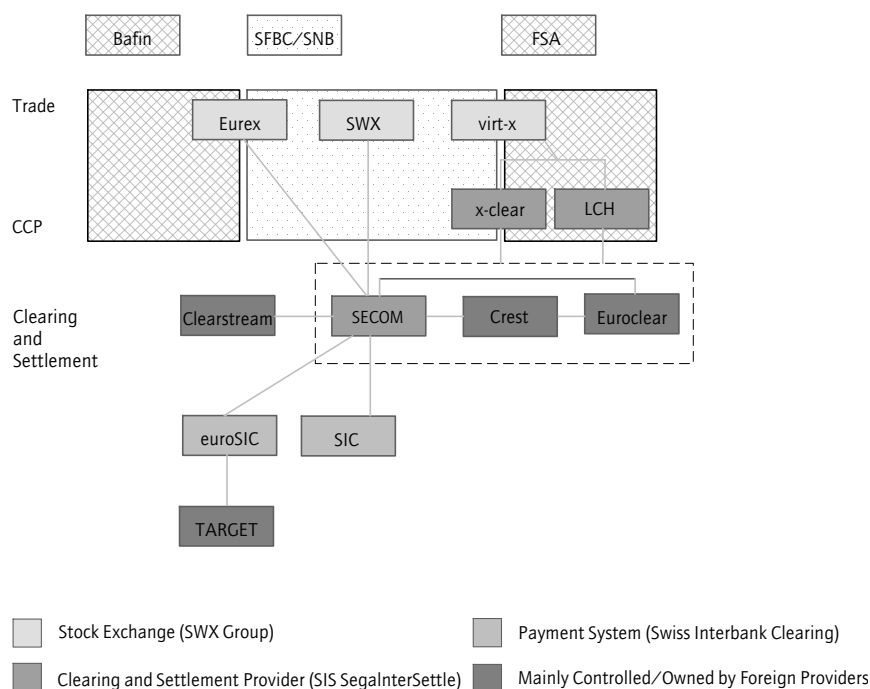 Bafin
SFBC/SNB
FSA
Trade
Eurex
SWX
virt-x
x-clear
LCH
CCP
Clearing
and
Settlement
Clearstream
SECOM
Crest
Euroclear
euroSIC
SIC
TARGET
Stock Exchange (SWX Group)
Payment System (Swiss Interbank Clearing)
Clearing and Settlement Provider (SIS SegaInterSettle)
Mainly Controlled/Owned by Foreign Providers